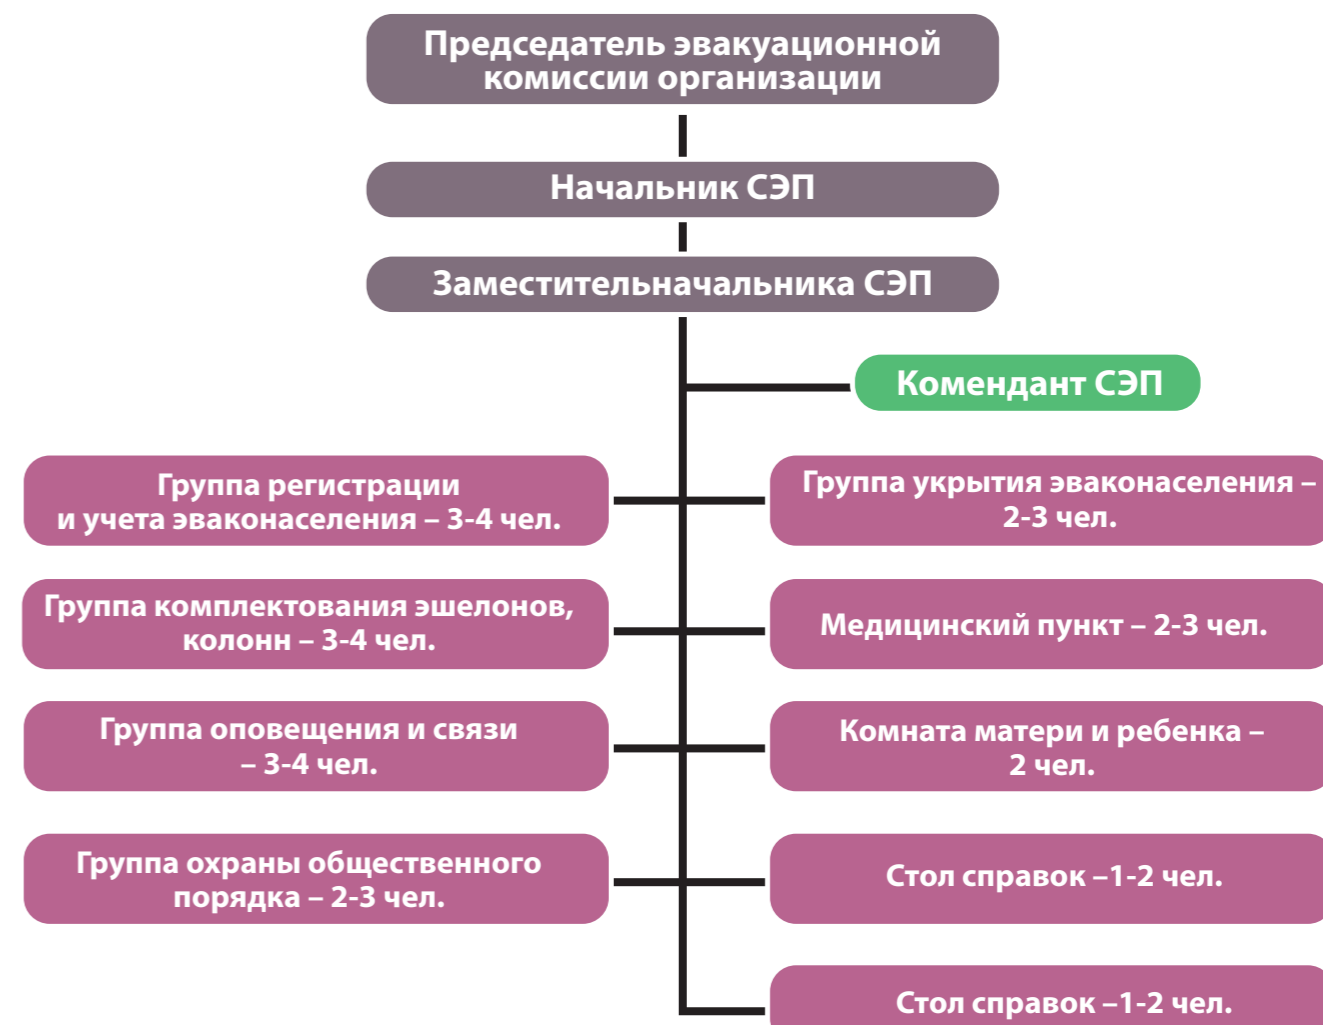 Председатель эвакуационной
комиссии организации
Начальник СЭП
Заместительначальника СЭП
Комендант СЭП
Группа регистрации
и учета эваконаселения – 3-4 чел.
Группа укрытия эваконаселения –
2-3 чел.
Группа комплектования эшелонов,
колонн – 3-4 чел.
Медицинский пункт – 2-3 чел.
Группа оповещения и связи
– 3-4 чел.
Комната матери и ребенка –
2 чел.
Группа охраны общественного
порядка – 2-3 чел.
Стол справок –1-2 чел.
Стол справок –1-2 чел.